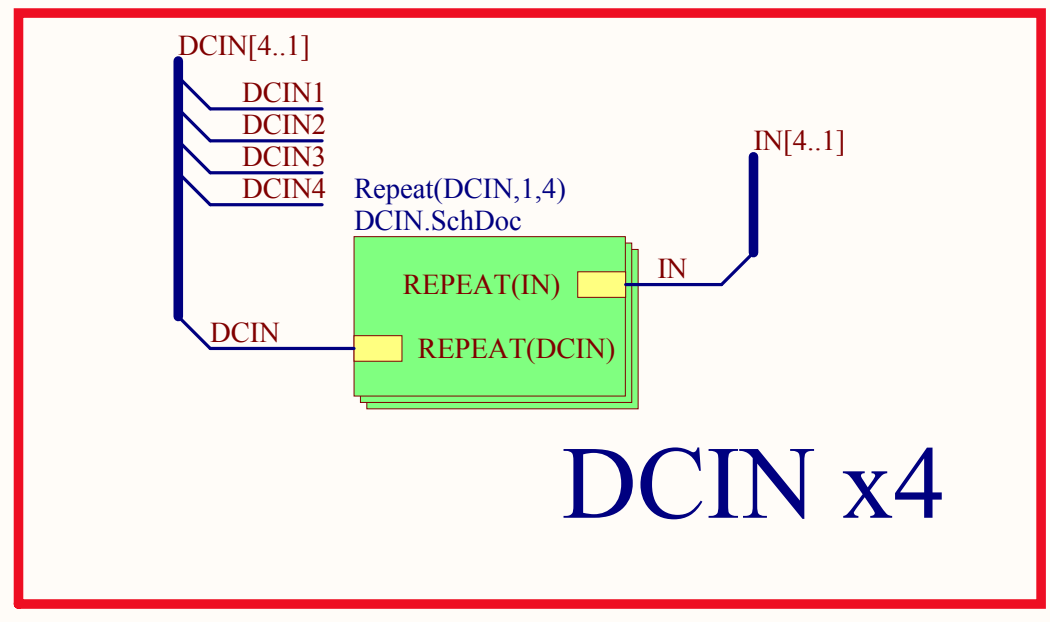 DCIN[4..1]
DCIN1
DCIN2
DCIN3
DCIN4
IN[4..1]
Repeat(DCIN,1,4)
DCIN.SchDoc
REPEAT(IN)
IN
DCIN
REPEAT(DCIN)
DCIN x4